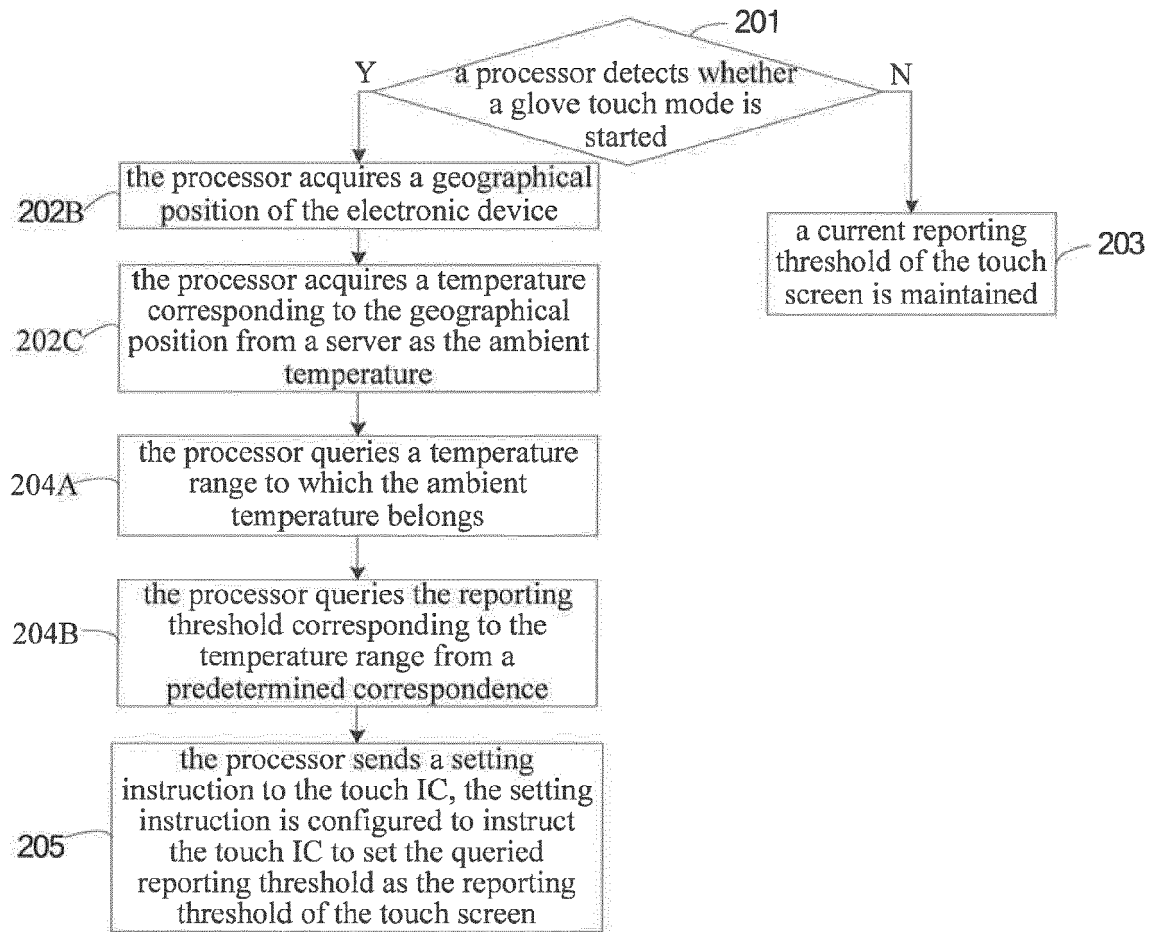 201
Y
a processor detects whether
a glove touch mode is
started
N
202B
the processor acquires a geographical
position of the electronic device
203
a current reporting
threshold of the touch
screen is maintained
202C
the processor acquires a temperature
corresponding to the geographical
position from a server as the ambient
temperature
204A
the processor queries a temperature
range to which the ambient
temperature belongs
204B
the processor queries the reporting
threshold corresponding to the
temperature range from a
predetermined correspondence
205
the processor sends a setting
instruction to the touch IC, the setting
instruction is configured to instruct
the touch IC to set the queried
reporting threshold as the reporting
threshold of the touch screen